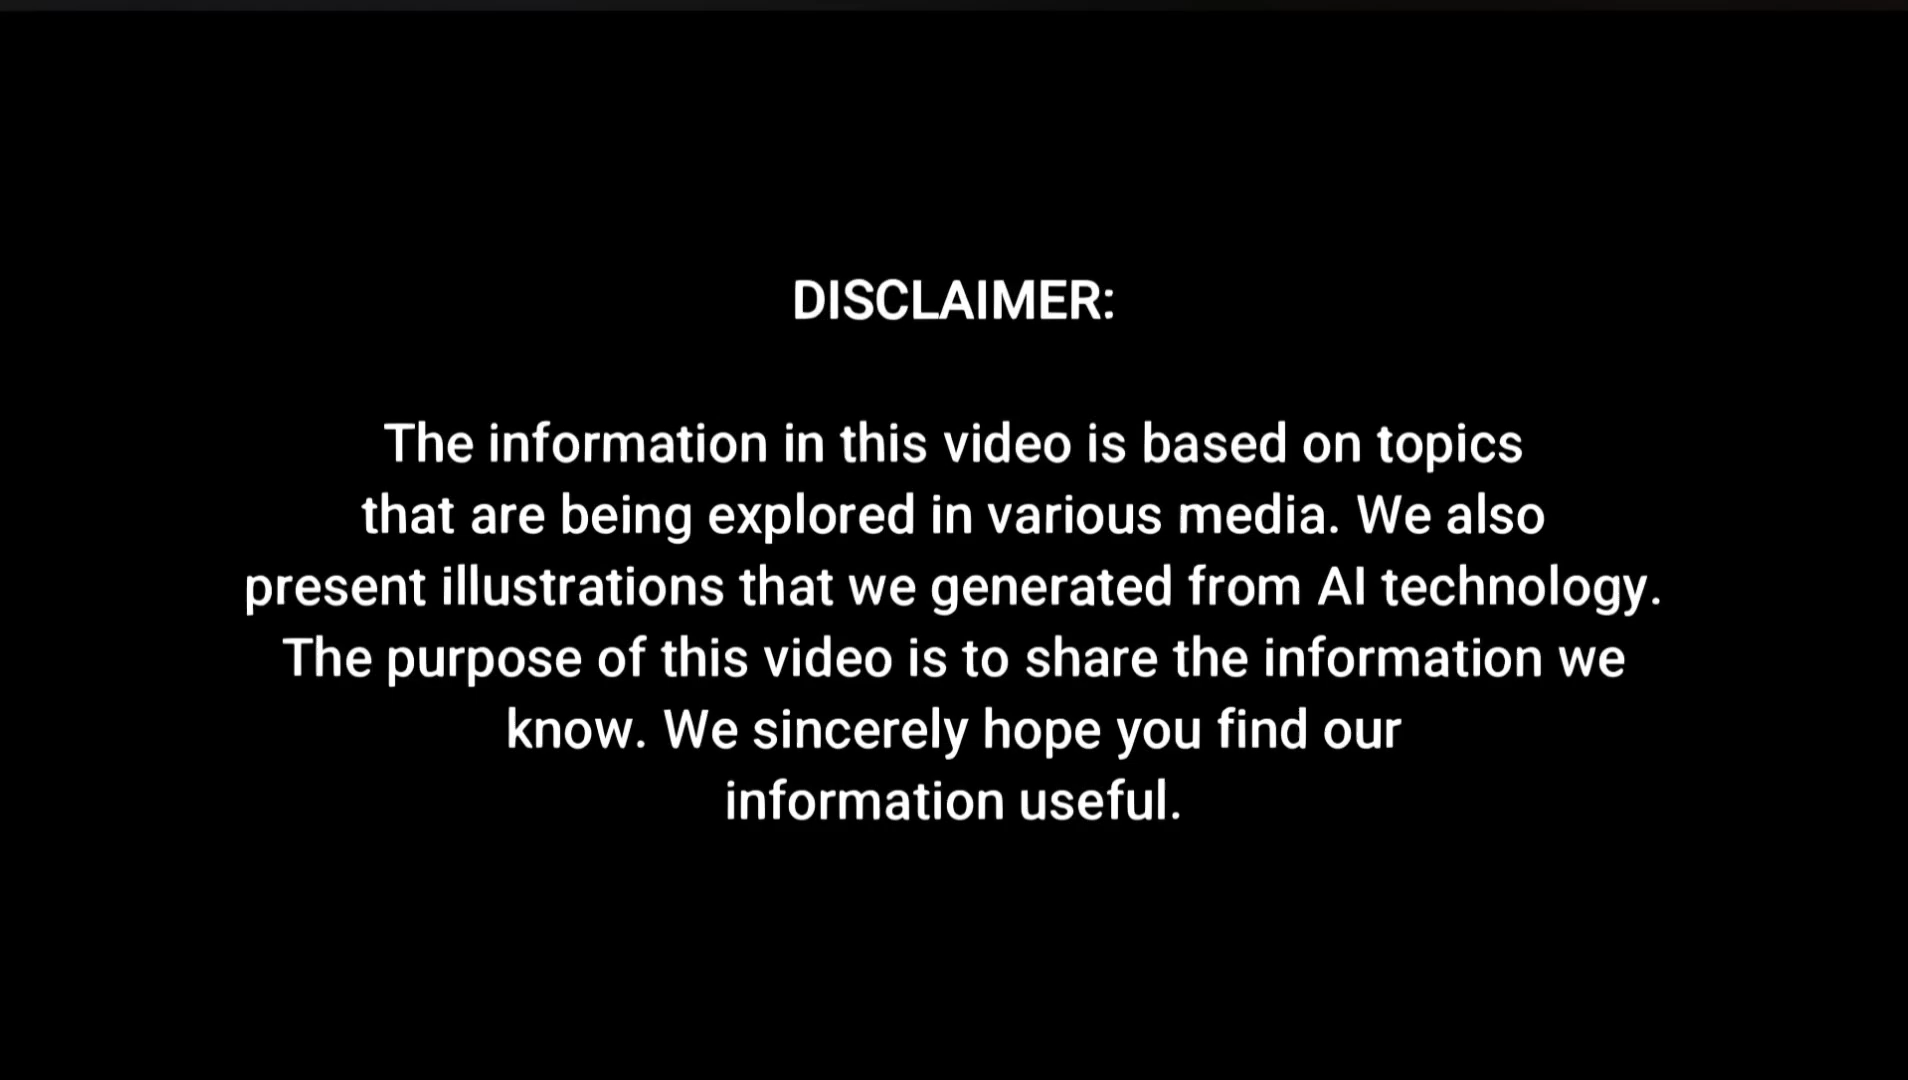 DISCLAIMER:
The information in this video is based on topics
that are being explored in various media. We also
present illustrations that we generated from AI technology.
The purpose of this video is to share the information we
know. We sincerely hope you find our
information useful.